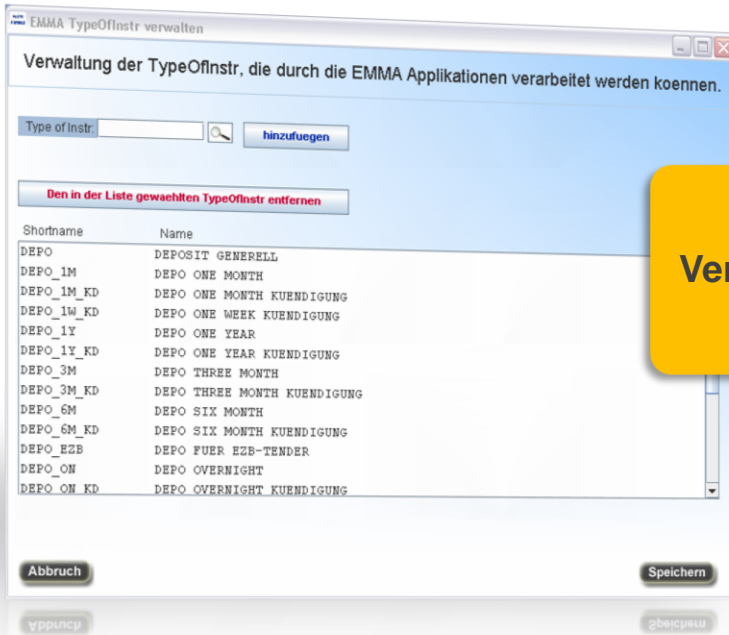 EMMA TypeOfInstr verwalten
Verwaltung der TypeOfInstr, die durch die EMMA Applikationen verarbeitet werden koennen.
Type of Instr: hinzufuegen
Den in der Liste gewaehlten TypeOfInstr entfernen
Shortname Name
DEPO DEPOSIT GENERELL
DEPO_1M DEPO ONE MONTH
DEPO_1M_KD DEPO ONE MONTH KUENDIGUNG
DEPO_1W_KD DEPO ONE WEEK KUENDIGUNG
DEPO_1Y DEPO ONE YEAR
DEPO_1Y_KD DEPO ONE YEAR KUENDIGUNG
DEPO_3M DEPO THREE MONTH
DEPO_3M_KD DEPO THREE MONTH KUENDIGUNG
DEPO_6M DEPO SIX MONTH
DEPO_6M_KD DEPO SIX MONTH KUENDIGUNG
DEPO_EZB DEPO FUER EZB-TENDER
DEPO_ON DEPO OVERNIGHT
DEPO_ON_KD DEPO OVERNIGHT KUENDIGUNG
Abbruch Speichern